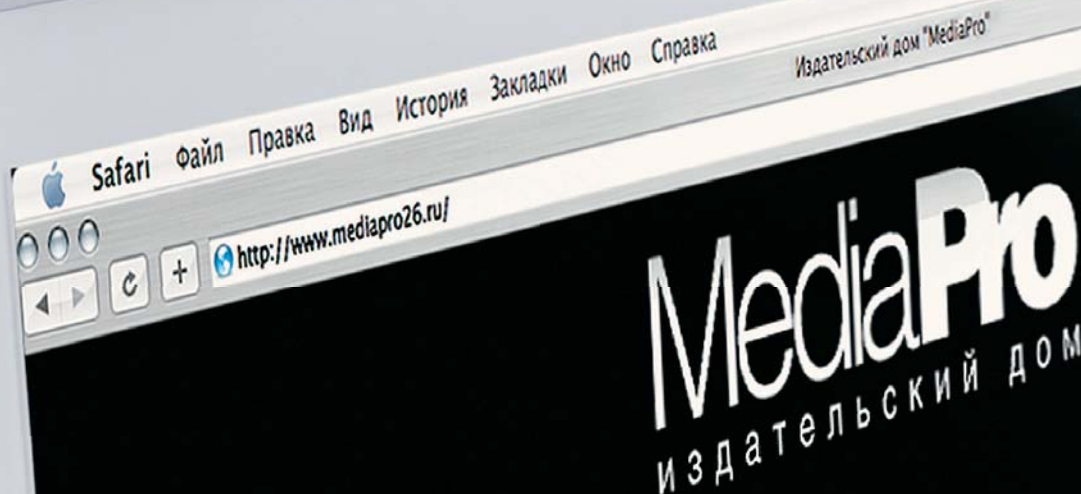 Safari Файл Правка Вид История Закладки Окно Справка
Издательский дом "MediaPro"
http://www.mediapro26.ru/
MediaPro
издательский дом